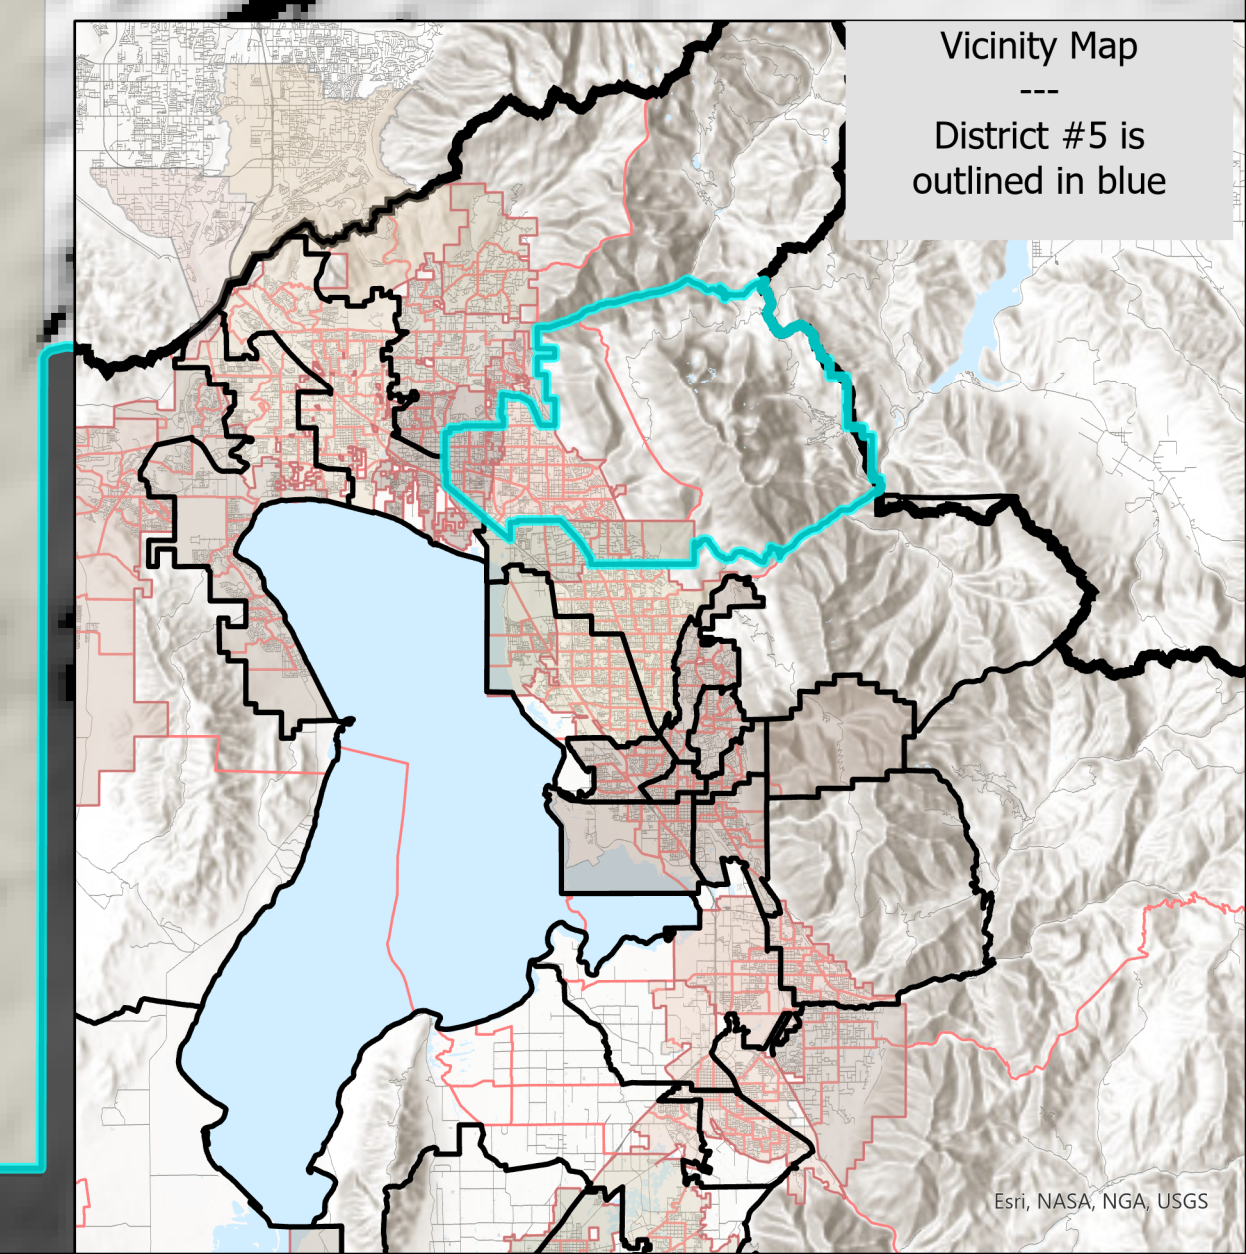 Vicinity Map
---
District #5 is
outlined in blue
Esri, NASA, NGA, USGS